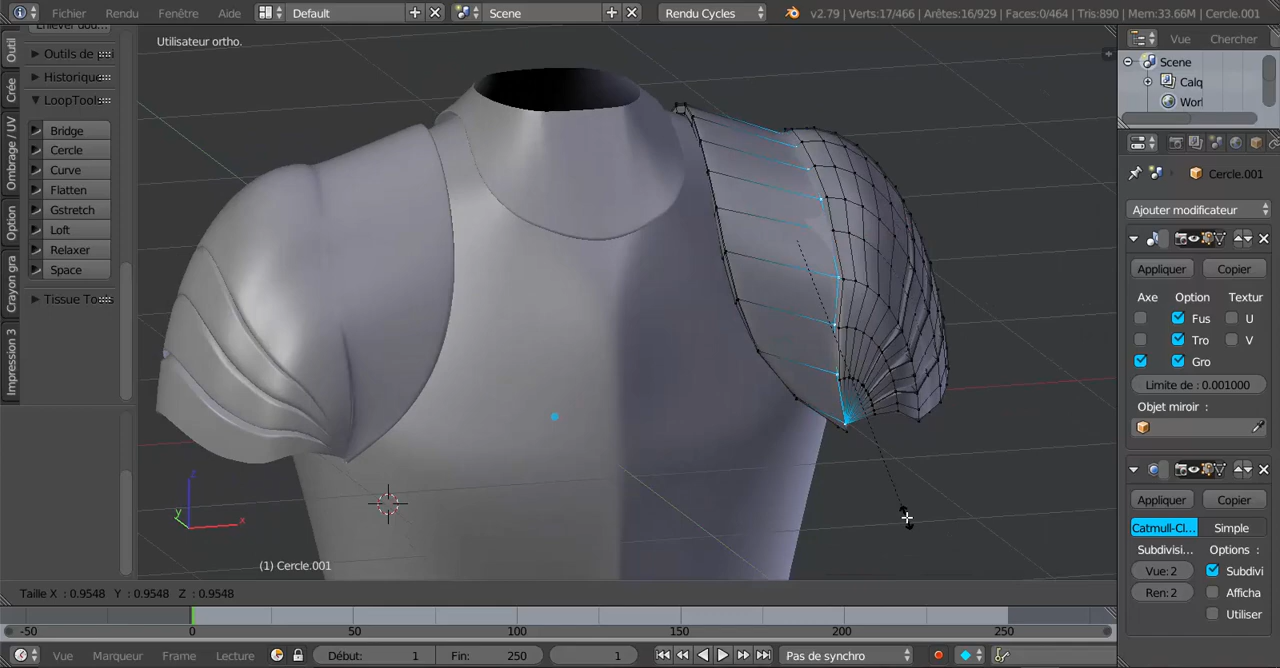 Fichier Rendu Fenêtre Aide Default Scene Rendu Cycles v2.79 | Verts:17/466 | Arêtes:16/929 | Faces:0/464 | Tris:890 | Mem:33.66M | Cercle.001
Utilisateur ortho.
Outil
Crée
Ombrage / UV
Option
Crayon gra
Impression 3
Enlever dou...
Outils de p
Historique
LoopTool
Bridge
Cercle
Curve
Flatten
Gstretch
Loft
Relaxer
Space
Tissue To
z
y
x
(1) Cercle.001
Taille X : 0.9548 Y : 0.9548 Z : 0.9548
Vue Chercher
Scene
Calq
Worl
Cercle.001
Ajouter modificateur
Appliquer Copier
Axe Option Textur
Fus U
Tro V
Gro
Limite de : 0.001000
Objet miroir :
Appliquer Copier
Catmull-Cl... Simple
Subdivisi... Options :
Vue: 2 Subdivi
Ren: 2 Afficha
Utiliser
-50 0 50 100 150 200 250
Vue Marqueur Frame Lecture Début: 1 Fin: 250 1 Pas de synchro